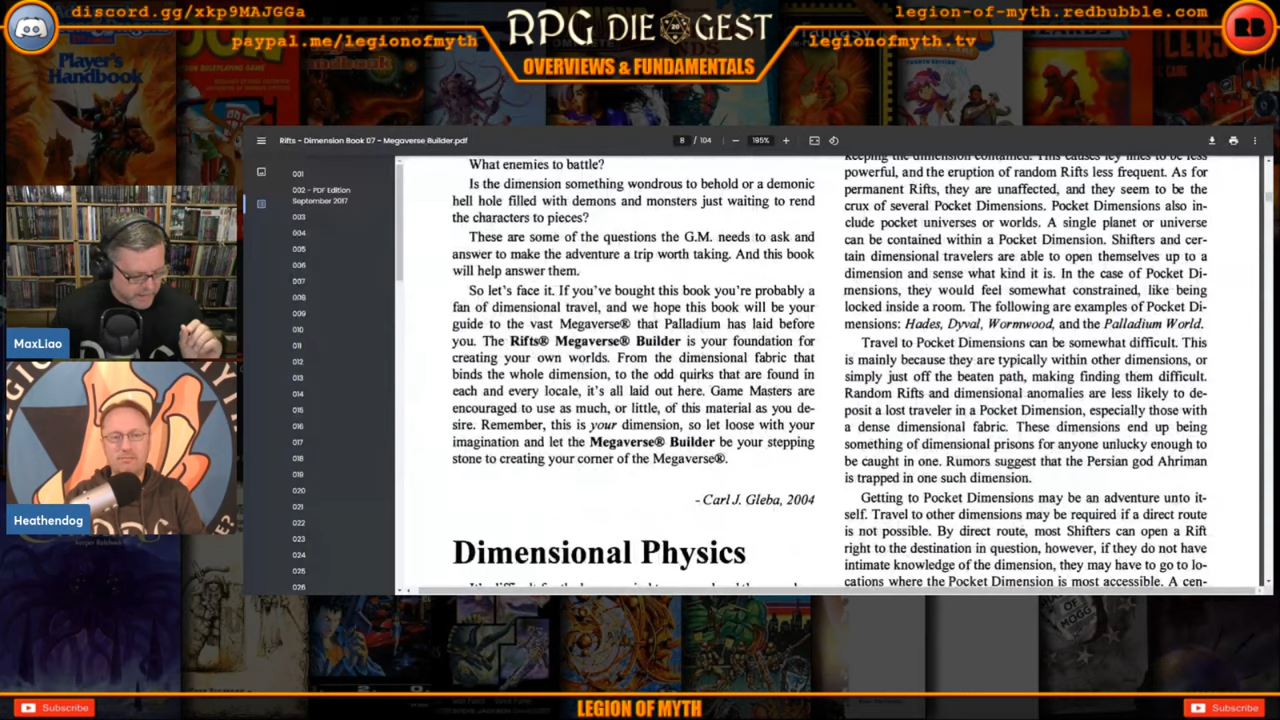 discord.gg/xkp9MAJGGa
paypal.me/legionofmyth
RPG DIE GEST
OVERVIEWS & FUNDAMENTALS
legion-of-myth.redbubble.com
legionofmyth.tv
Player's
Handbook
Rifts - Dimension Book 07 - Megaverse Builder.pdf
8 / 104
195%
001
002 - PDF Edition
September 2017
003
004
005
006
007
008
009
010
011
012
013
014
015
016
017
018
019
020
021
022
023
024
025
026
What enemies to battle?
Is the dimension something wondrous to behold or a demonic
hell hole filled with demons and monsters just waiting to rend
the characters to pieces?
These are some of the questions the G.M. needs to ask and
answer to make the adventure a trip worth taking. And this book
will help answer them.
So let's face it. If you've bought this book you're probably a
fan of dimensional travel, and we hope this book will be your
guide to the vast Megaverse® that Palladium has laid before
you. The Rifts® Megaverse® Builder is your foundation for
creating your own worlds. From the dimensional fabric that
binds the whole dimension, to the odd quirks that are found in
each and every locale, it's all laid out here. Game Masters are
encouraged to use as much, or little, of this material as you de-
sire. Remember, this is your dimension, so let loose with your
imagination and let the Megaverse® Builder be your stepping
stone to creating your corner of the Megaverse®.
- Carl J. Gleba, 2004
Dimensional Physics
keeping the dimension contained. This causes ley lines to be less
powerful, and the eruption of random Rifts less frequent. As for
permanent Rifts, they are unaffected, and they seem to be the
crux of several Pocket Dimensions. Pocket Dimensions also in-
clude pocket universes or worlds. A single planet or universe
can be contained within a Pocket Dimension. Shifters and cer-
tain dimensional travelers are able to open themselves up to a
dimension and sense what kind it is. In the case of Pocket Di-
mensions, they would feel somewhat constrained, like being
locked inside a room. The following are examples of Pocket Di-
mensions: Hades, Dyval, Wormwood, and the Palladium World.
Travel to Pocket Dimensions can be somewhat difficult. This
is mainly because they are typically within other dimensions, or
simply just off the beaten path, making finding them difficult.
Random Rifts and dimensional anomalies are less likely to de-
posit a lost traveler in a Pocket Dimension, especially those with
a dense dimensional fabric. These dimensions end up being
something of dimensional prisons for anyone unlucky enough to
be caught in one. Rumors suggest that the Persian god Ahriman
is trapped in one such dimension.
Getting to Pocket Dimensions may be an adventure unto it-
self. Travel to other dimensions may be required if a direct route
is not possible. By direct route, most Shifters can open a Rift
right to the destination in question, however, if they do not have
intimate knowledge of the dimension, they may have to go to lo-
cations where the Pocket Dimension is most accessible. A cen-
MaxLiao
Heathendog
Subscribe
LEGION OF MYTH
Subscribe